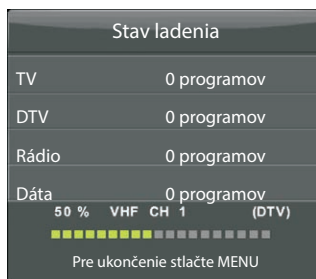 Stav ladenia
TV 0 programov
DTV 0 programov
Rádio 0 programov
Dáta 0 programov
50 % VHF CH 1 (DTV)
Pre ukončenie stlačte MENU